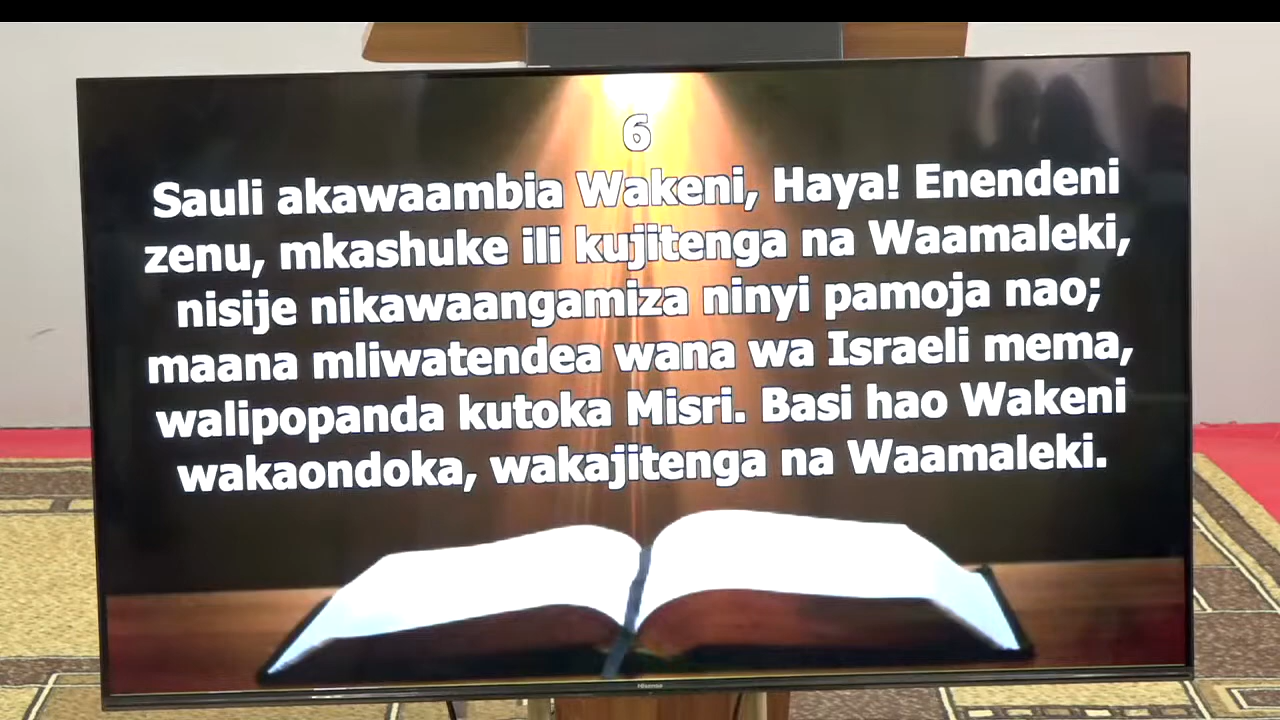 6
Sauli akawaambia Wakeni, Haya! Enendeni
zenu, mkashuke ili kujitenga na Waamaleki,
nisije nikawaangamiza ninyi pamoja nao;
maana mliwatendea wana wa Israeli mema,
walipopanda kutoka Misri. Basi hao Wakeni
wakaondoka, wakajitenga na Waamaleki.
Hisense